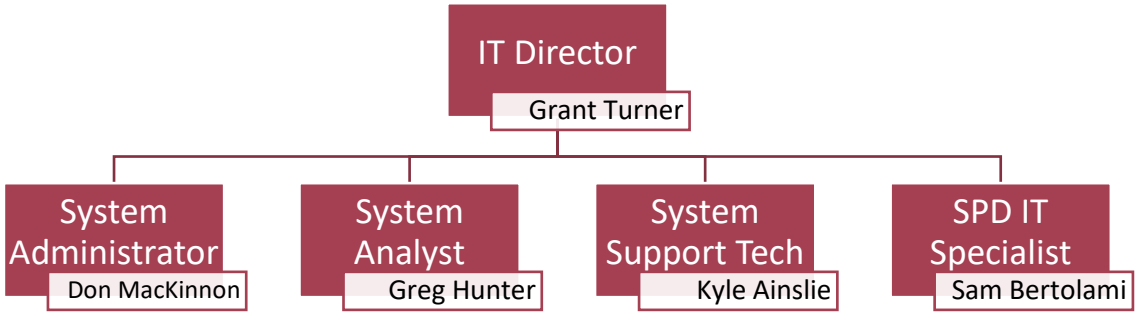 IT Director
Grant Turner
System
Administrator
Don MacKinnon
System
Analyst
Greg Hunter
System
Support Tech
Kyle Ainslie
SPD IT
Specialist
Sam Bertolami